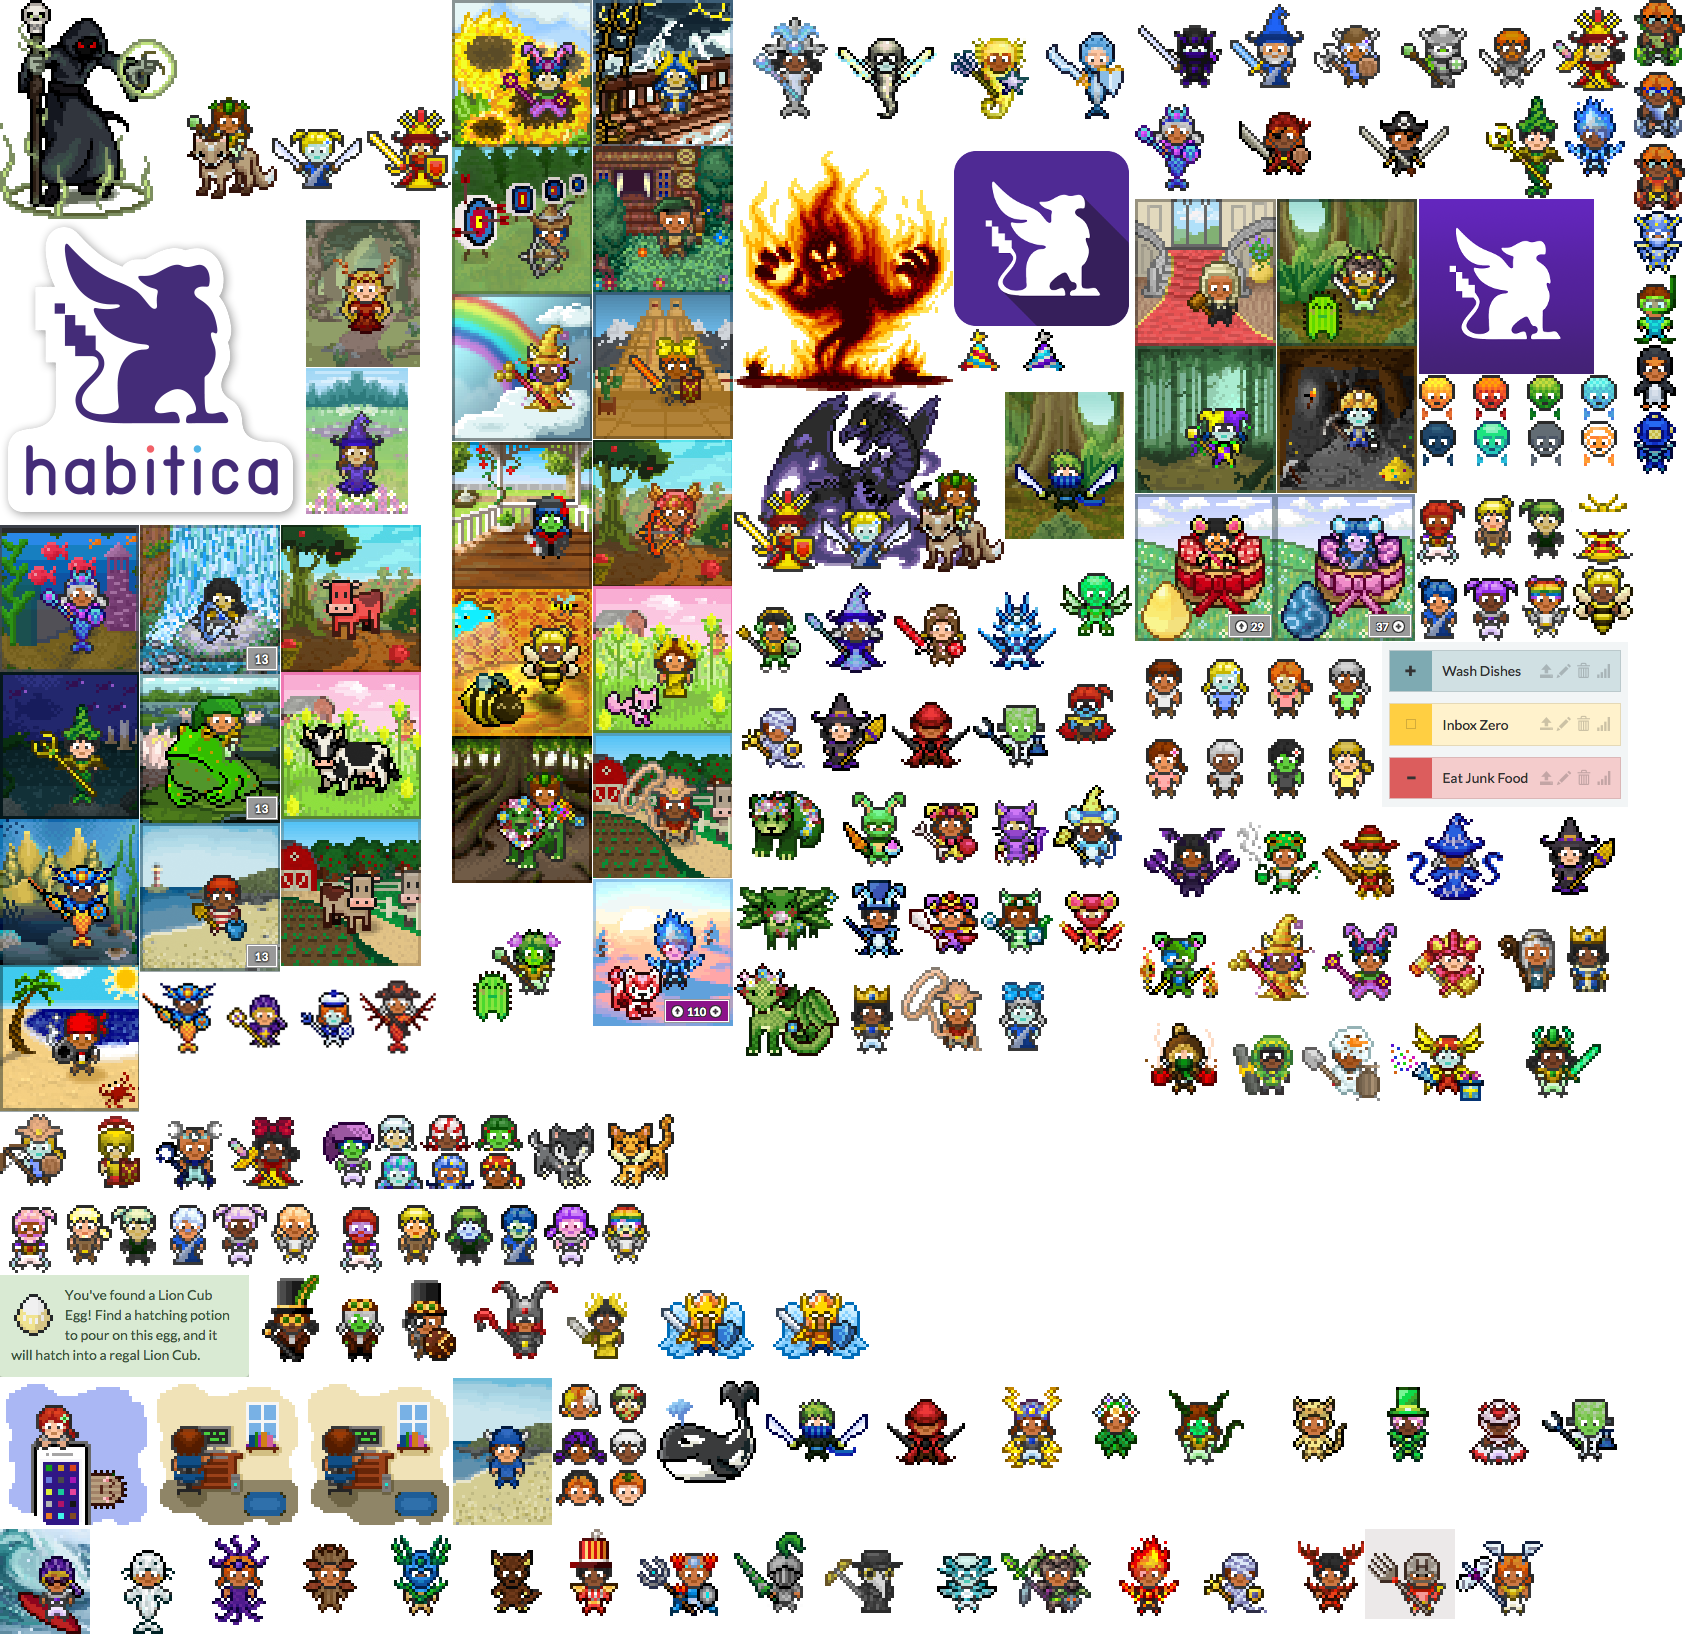 habitica
13
13
13
110
29
37
Wash Dishes
Inbox Zero
Eat Junk Food
You've found a Lion Cub
Egg! Find a hatching potion
to pour on this egg, and it
will hatch into a regal Lion Cub.